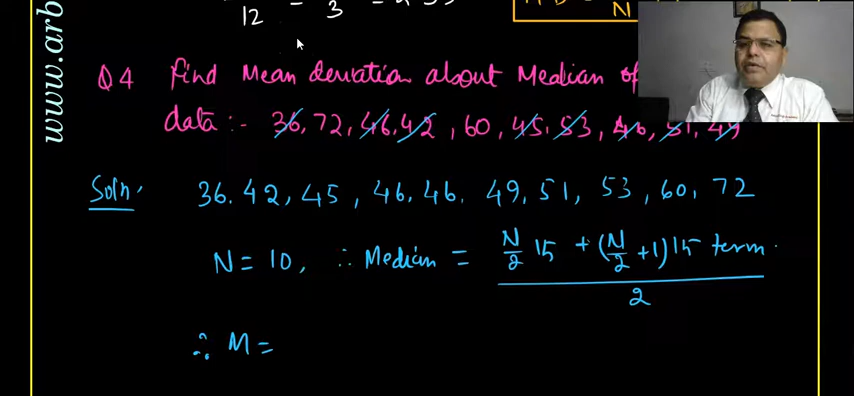 12 = 3 =
N
www.arb
Q4 Find Mean deviation about Median of
data :- 36, 72, 46, 42, 60, 45, 53, 46, 51, 49
Soln. 36, 42, 45, 46, 46, 49, 51, 53, 60, 72
N = 10, ∴ Median = N/2 th + (N/2 + 1) th term
2
∴ M =